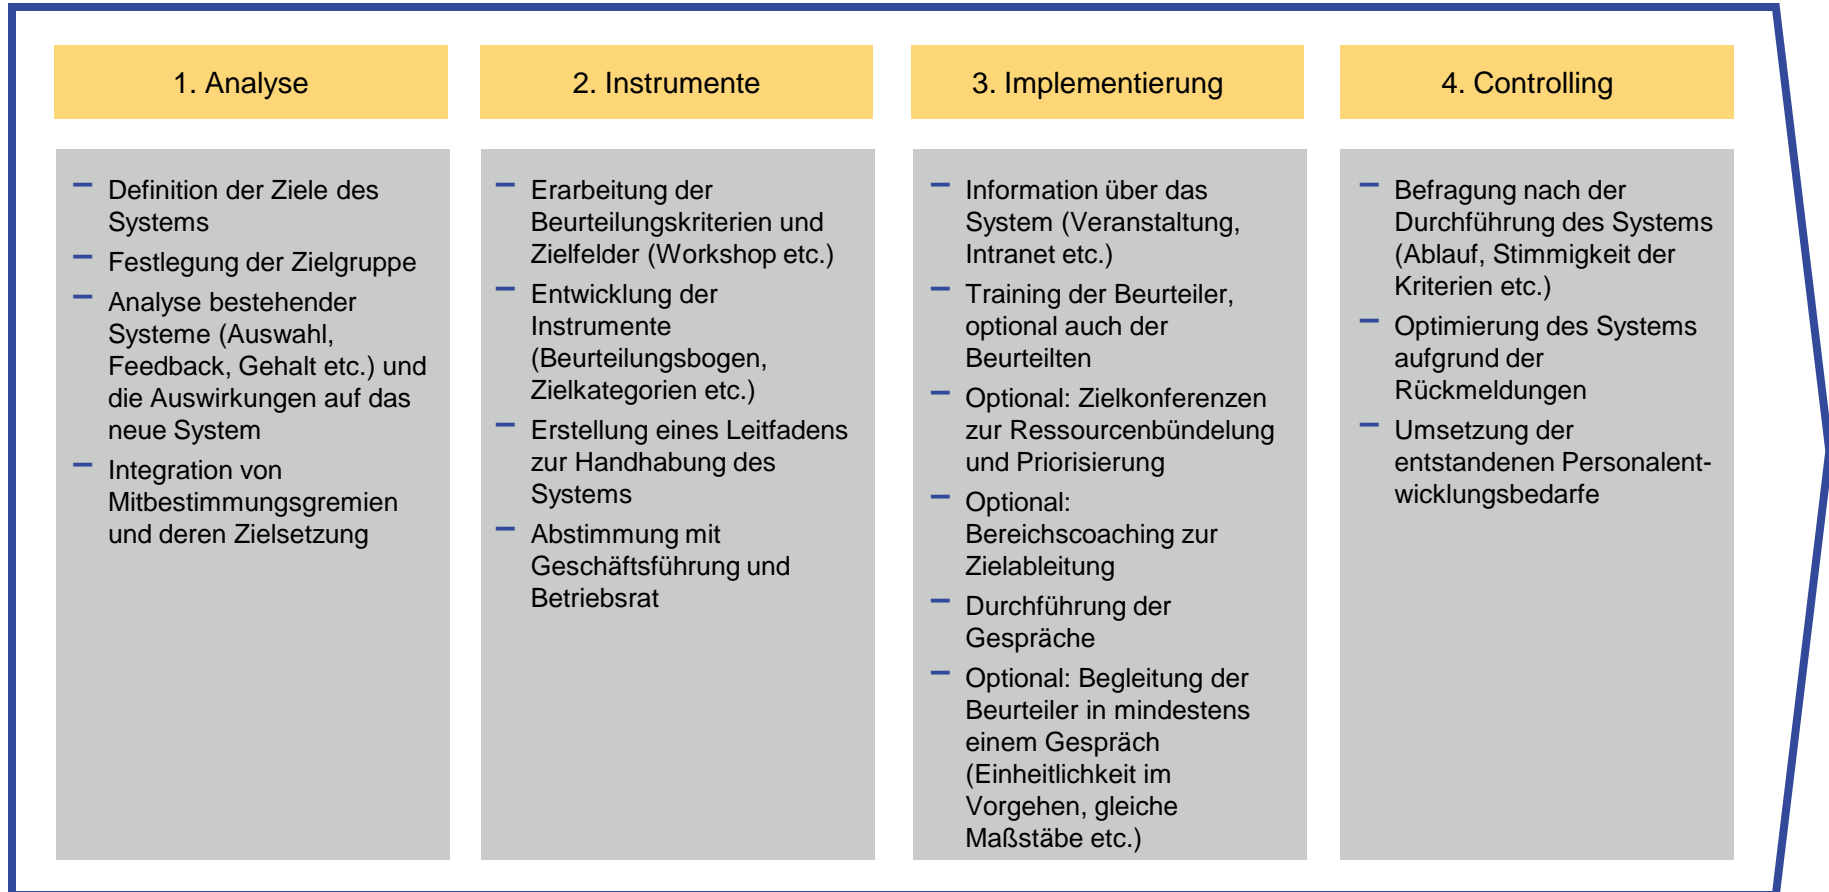 1. Analyse
– Definition der Ziele des
Systems
– Festlegung der Zielgruppe
– Analyse bestehender
Systeme (Auswahl,
Feedback, Gehalt etc.) und
die Auswirkungen auf das
neue System
– Integration von
Mitbestimmungsgremien
und deren Zielsetzung
2. Instrumente
– Erarbeitung der
Beurteilungskriterien und
Zielfelder (Workshop etc.)
– Entwicklung der
Instrumente
(Beurteilungsbogen,
Zielkategorien etc.)
– Erstellung eines Leitfadens
zur Handhabung des
Systems
– Abstimmung mit
Geschäftsführung und
Betriebsrat
3. Implementierung
– Information über das
System (Veranstaltung,
Intranet etc.)
– Training der Beurteiler,
optional auch der
Beurteilten
– Optional: Zielkonferenzen
zur Ressourcenbündelung
und Priorisierung
– Optional:
Bereichscoaching zur
Zielableitung
– Durchführung der
Gespräche
– Optional: Begleitung der
Beurteiler in mindestens
einem Gespräch
(Einheitlichkeit im
Vorgehen, gleiche
Maßstäbe etc.)
4. Controlling
– Befragung nach der
Durchführung des Systems
(Ablauf, Stimmigkeit der
Kriterien etc.)
– Optimierung des Systems
aufgrund der
Rückmeldungen
– Umsetzung der
entstandenen Personalent-
wicklungsbedarfe